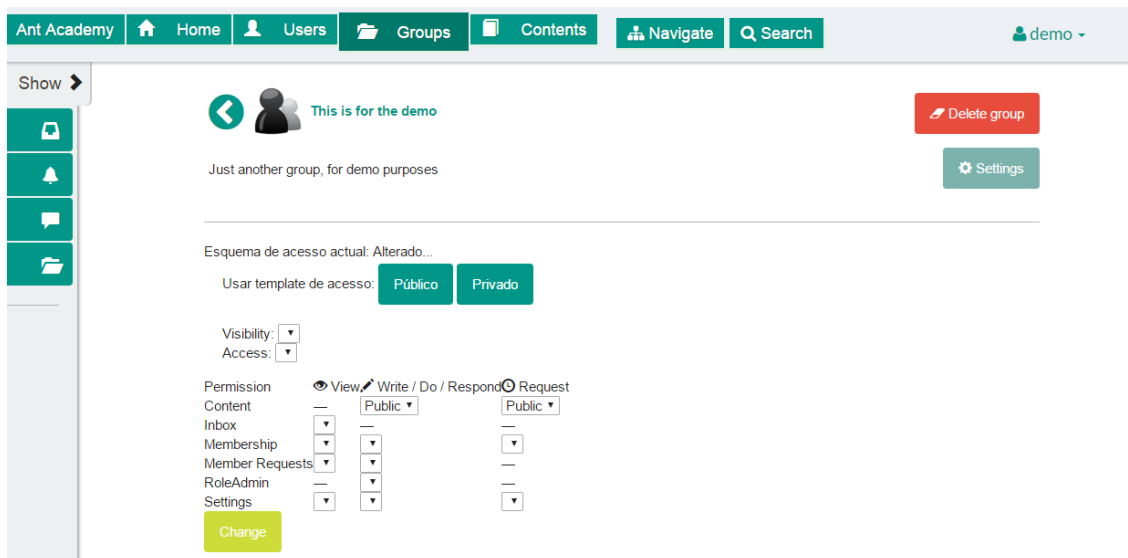 Ant Academy Home Users Groups Contents Navigate Search demo
Show
This is for the demo
Delete group
Just another group, for demo purposes
Settings
Esquema de acesso actual: Alterado...
Usar template de acesso: Público Privado
Visibility:
Access:
Permission View Write / Do / Respond Request
Content — Public Public
Inbox — —
Membership
Member Requests —
RoleAdmin — —
Settings
Change